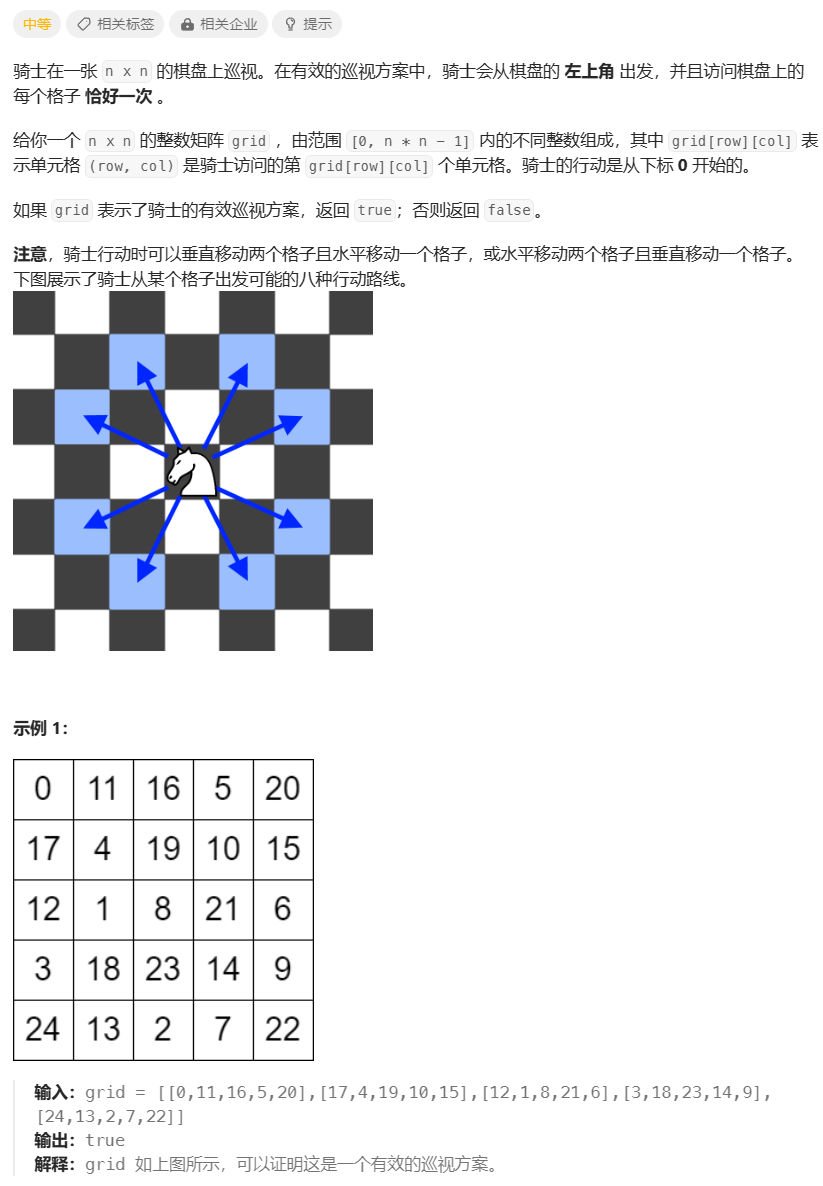 中等 相关标签 相关企业 提示
骑士在一张 n x n 的棋盘上巡视。在有效的巡视方案中，骑士会从棋盘的 左上角 出发，并且访问棋盘上的
每个格子 恰好一次 。
给你一个 n x n 的整数矩阵 grid ，由范围 [0, n * n - 1] 内的不同整数组成，其中 grid[row][col] 表
示单元格 (row, col) 是骑士访问的第 grid[row][col] 个单元格。骑士的行动是从下标 0 开始的。
如果 grid 表示了骑士的有效巡视方案，返回 true；否则返回 false。
注意，骑士行动时可以垂直移动两个格子且水平移动一个格子，或水平移动两个格子且垂直移动一个格子。
下图展示了骑士从某个格子出发可能的八种行动路线。
示例 1：
0 11 16 5 20
17 4 19 10 15
12 1 8 21 6
3 18 23 14 9
24 13 2 7 22
输入：grid = [[0,11,16,5,20],[17,4,19,10,15],[12,1,8,21,6],[3,18,23,14,9],
[24,13,2,7,22]]
输出：true
解释：grid 如上图所示，可以证明这是一个有效的巡视方案。